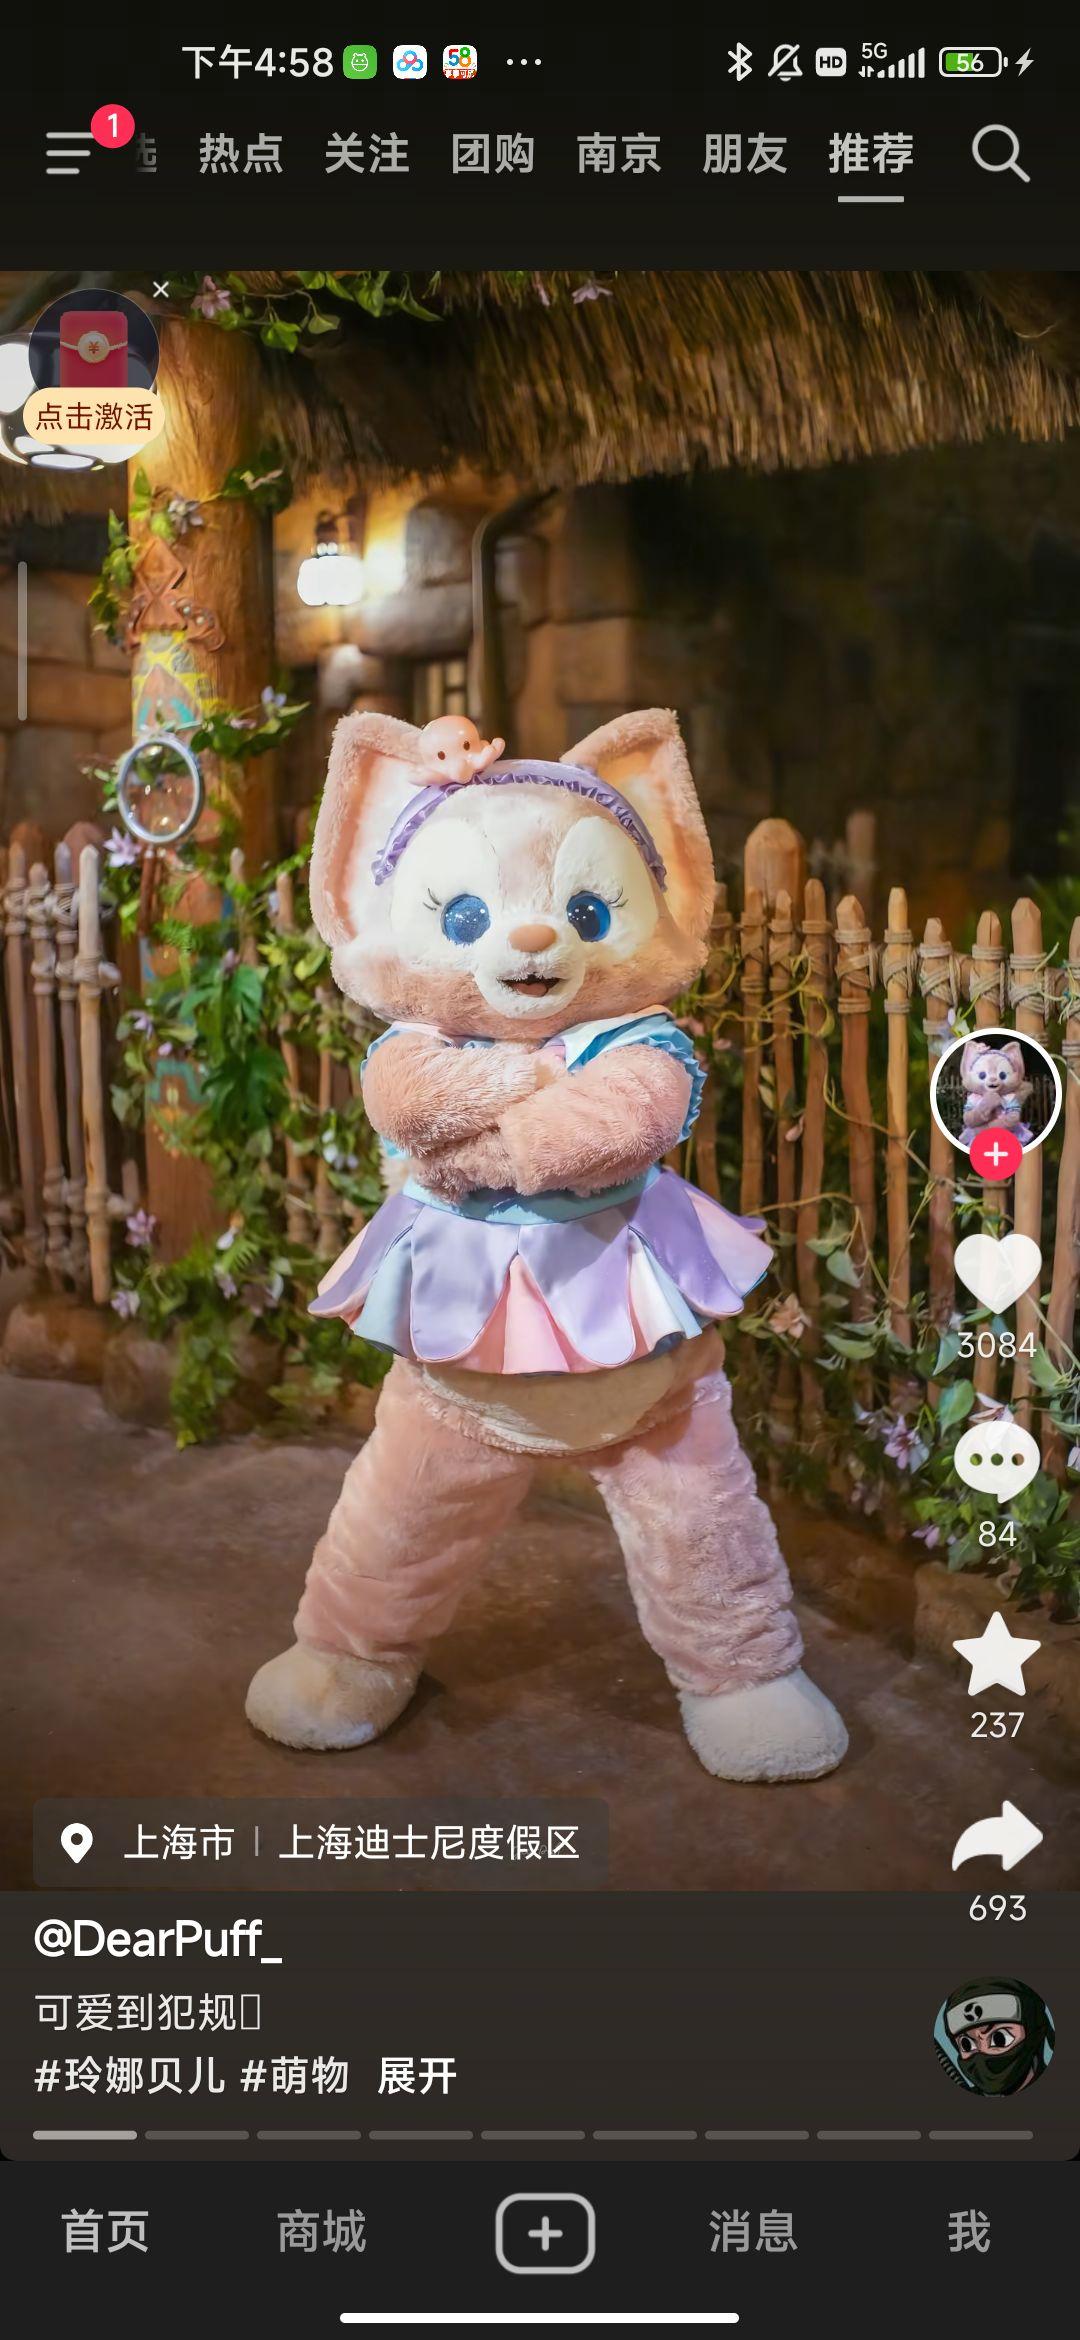 下午4:58
58
HD 5G 56
1
选 热点 关注 团购 南京 朋友 推荐
点击激活
3084
84
237
693
上海市 | 上海迪士尼度假区
@DearPuff_
可爱到犯规
#玲娜贝儿 #萌物 展开
首页 商城 消息 我